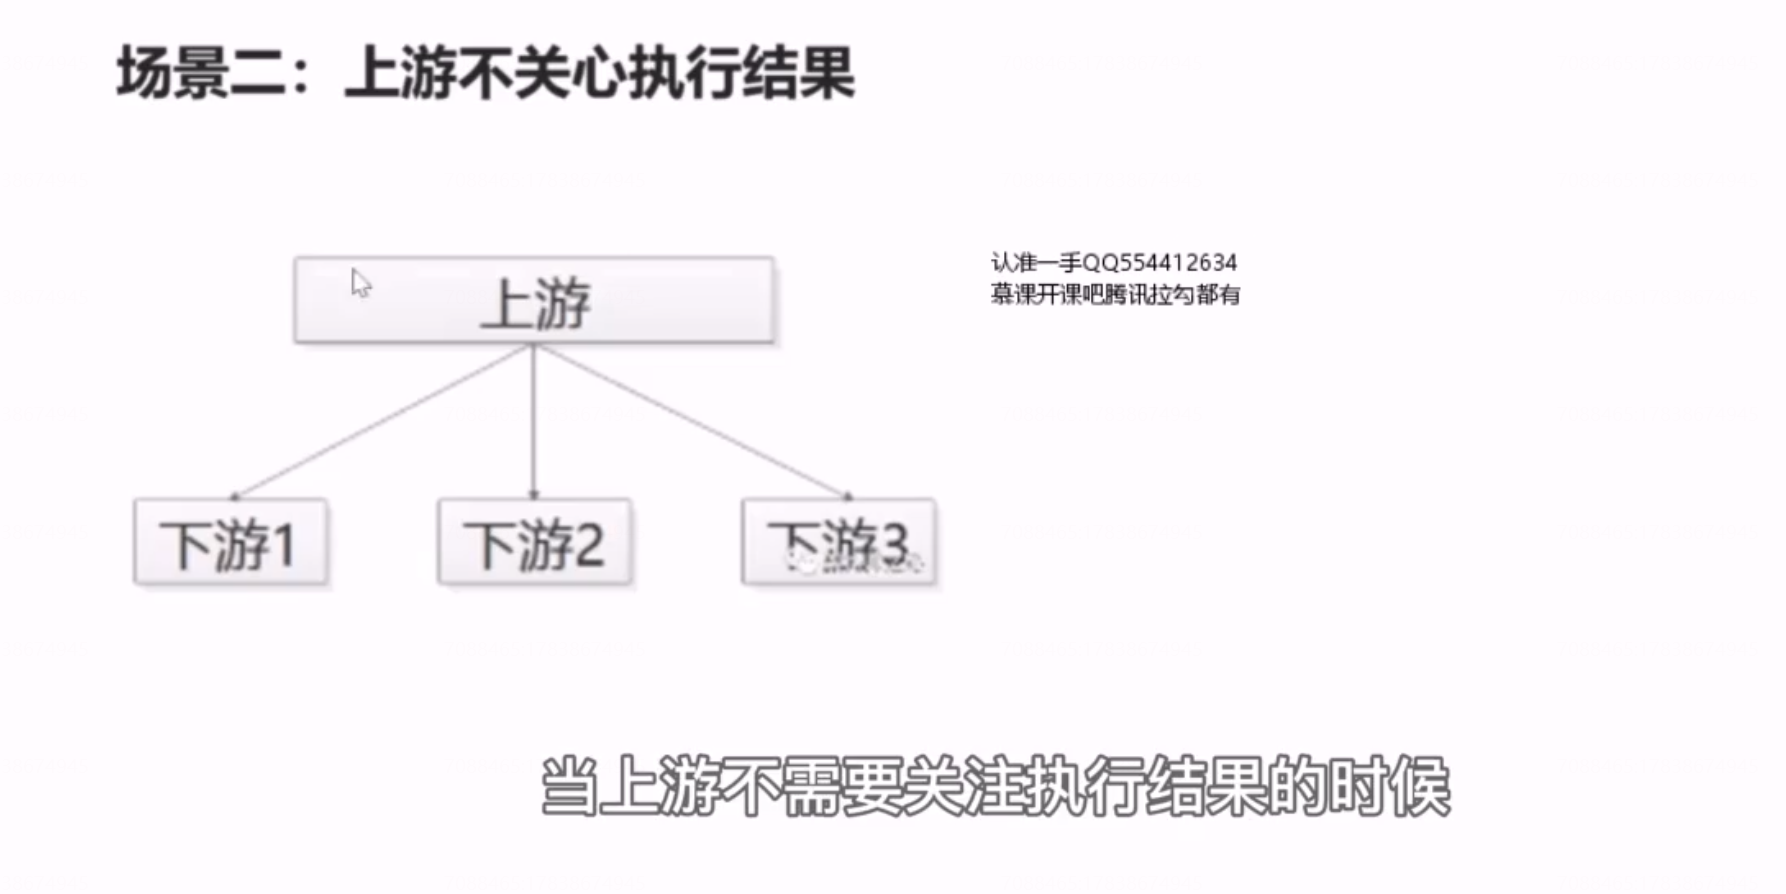 场景二：上游不关心执行结果
上游
认准一手QQ554412634
慕课开课吧腾讯拉勾都有
下游1
下游2
下游3
当上游不需要关注执行结果的时候